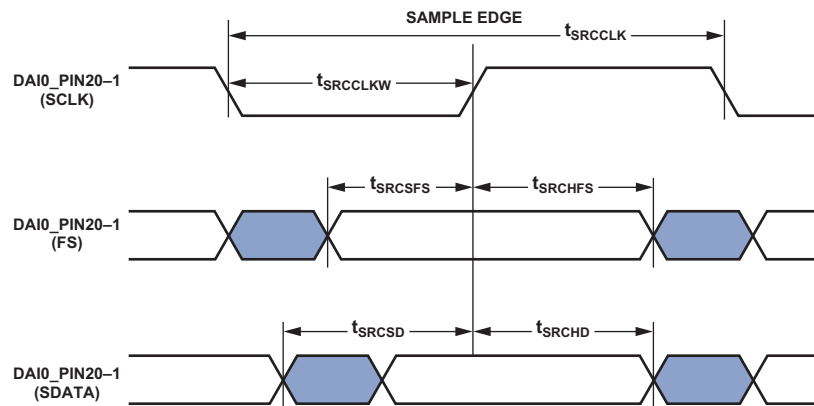 SAMPLE EDGE
tSRCCLK
DAI0_PIN20–1
(SCLK)
tSRCCLKW
tSRCSFS
tSRCHFS
DAI0_PIN20–1
(FS)
tSRCSD
tSRCHD
DAI0_PIN20–1
(SDATA)